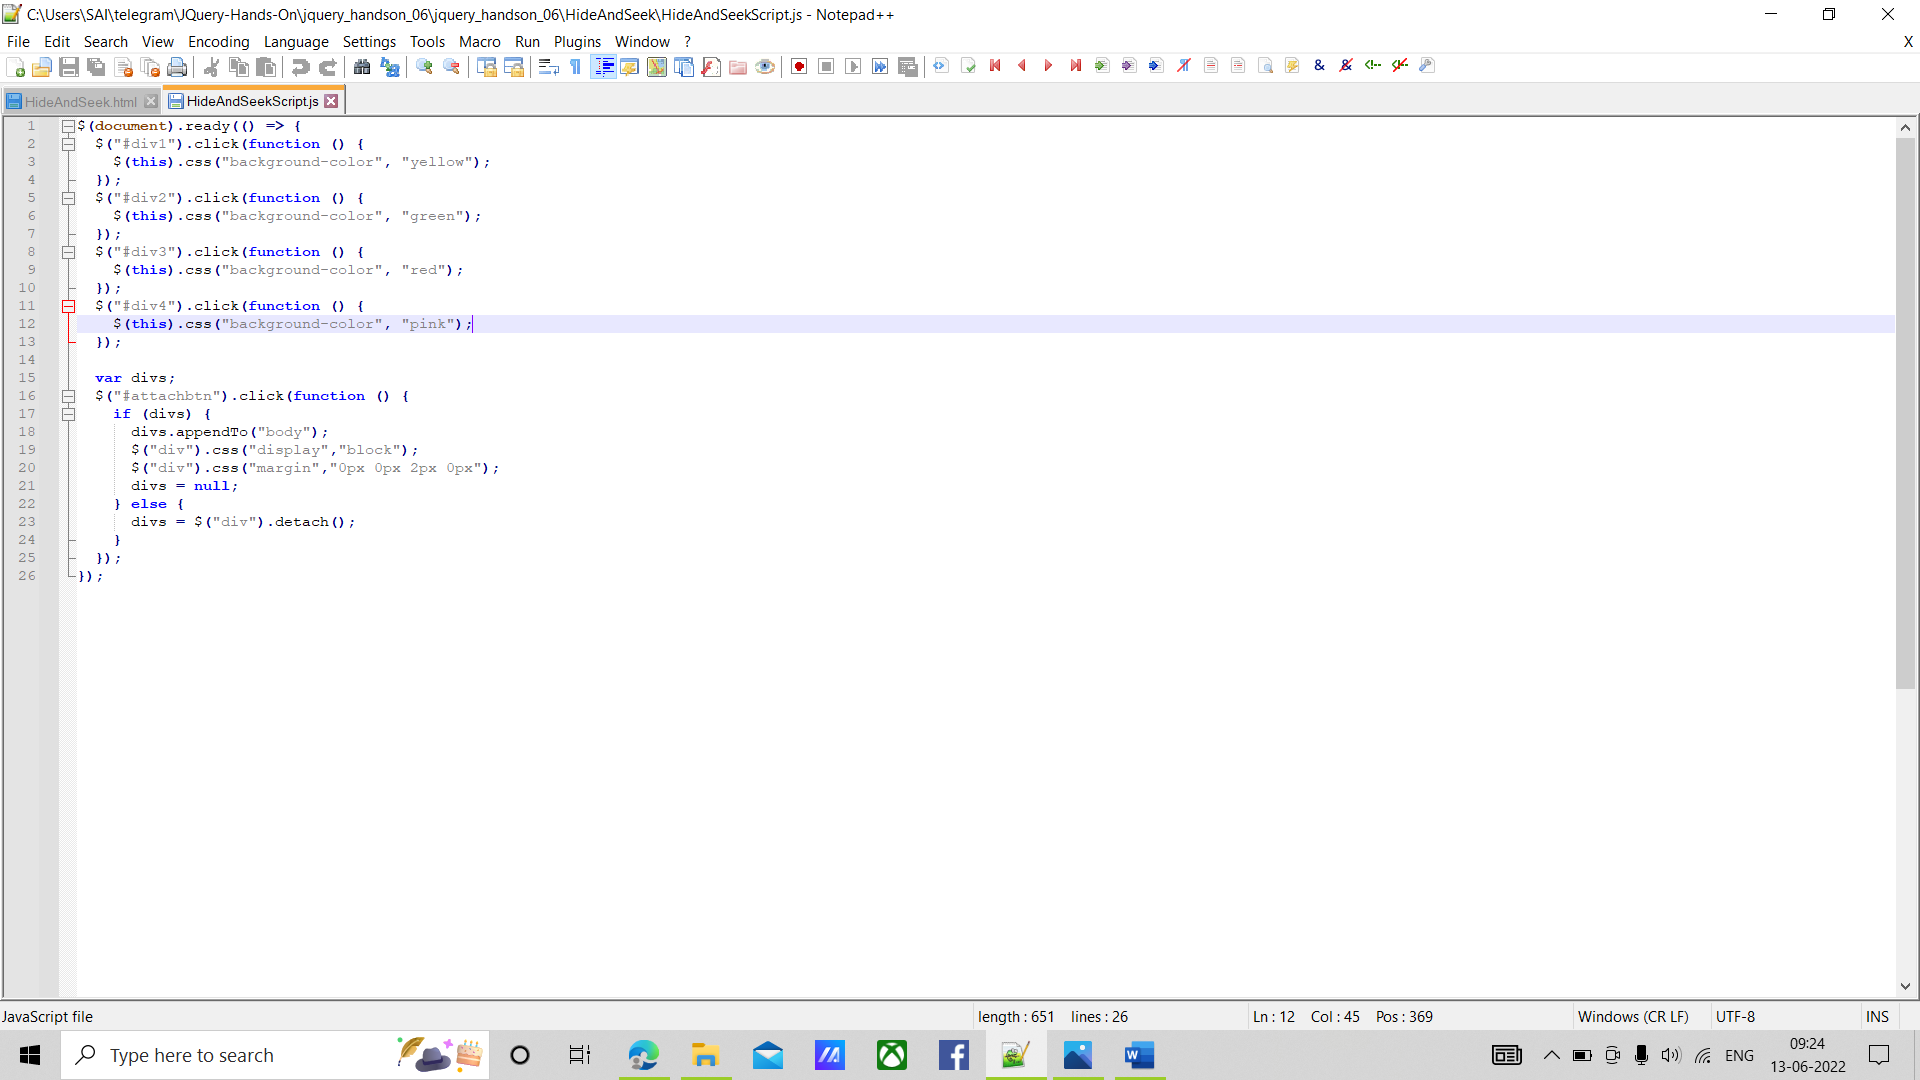 C:\Users\SAI\telegram\JQuery-Hands-On\jquery_handson_06\jquery_handson_06\HideAndSeek\HideAndSeekScript.js - Notepad++
File Edit Search View Encoding Language Settings Tools Macro Run Plugins Window ? X
HideAndSeek.html HideAndSeekScript.js
1 $(document).ready(() => {
2 $("#div1").click(function () {
3 $(this).css("background-color", "yellow");
4 });
5 $("#div2").click(function () {
6 $(this).css("background-color", "green");
7 });
8 $("#div3").click(function () {
9 $(this).css("background-color", "red");
10 });
11 $("#div4").click(function () {
12 $(this).css("background-color", "pink");
13 });
14
15 var divs;
16 $("#attachbtn").click(function () {
17 if (divs) {
18 divs.appendTo("body");
19 $("div").css("display","block");
20 $("div").css("margin","0px 0px 2px 0px");
21 divs = null;
22 } else {
23 divs = $("div").detach();
24 }
25 });
26 });
JavaScript file length : 651 lines : 26 Ln : 12 Col : 45 Pos : 369 Windows (CR LF) UTF-8 INS
Type here to search ENG 09:24
13-06-2022